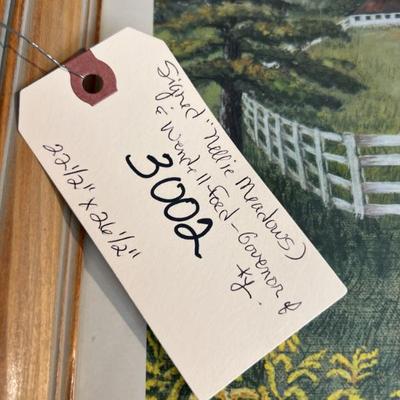 Signed "Nellie Meadows)
& Wendell Ford - Governor of
Ky.
3002
22 1/2" x 26 1/2"